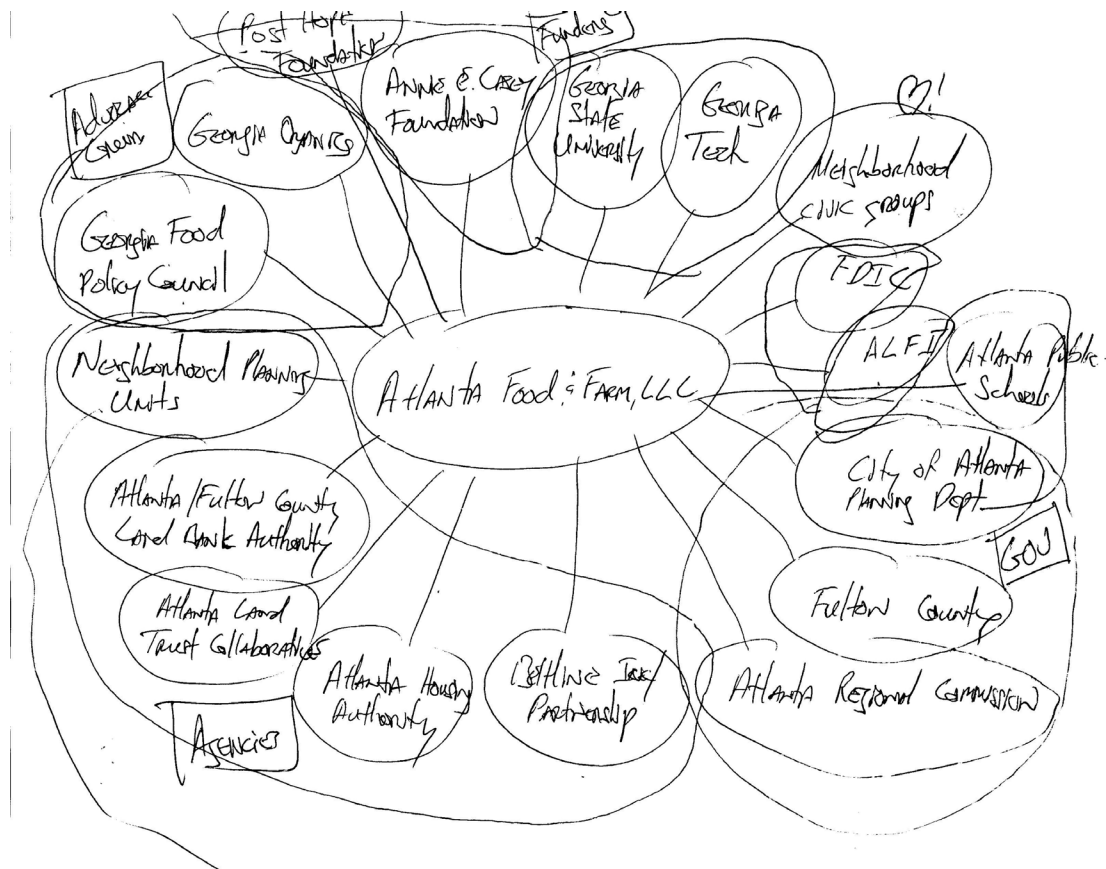 Post
Foundation
Funders
Advocacy
Groups
Georgia Organics
Annie E. Casey
Foundation
Georgia
State
University
Georgia
Tech
Neighborhood
civic groups
Georgia Food
Policy Council
FDIC
ALFI
Atlanta Public
Schools
Neighborhood Planning
Units
Atlanta Food & Farm, LLC
City of Atlanta
Planning Dept.
GOV
Atlanta/Fulton County
Land Bank Authority
Fulton County
Atlanta Land
Trust Collaborative
Atlanta Housing
Authority
Beltline Inc/
Partnership
Atlanta Regional Commission
Agencies